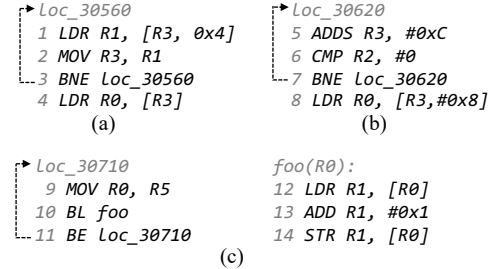 loc_30560
1 LDR R1, [R3, 0x4]
2 MOV R3, R1
3 BNE loc_30560
4 LDR R0, [R3]
(a)
loc_30620
5 ADDS R3, #0xC
6 CMP R2, #0
7 BNE loc_30620
8 LDR R0, [R3,#0x8]
(b)
loc_30710
9 MOV R0, R5
10 BL foo
11 BE loc_30710
foo(R0):
12 LDR R1, [R0]
13 ADD R1, #0x1
14 STR R1, [R0]
(c)